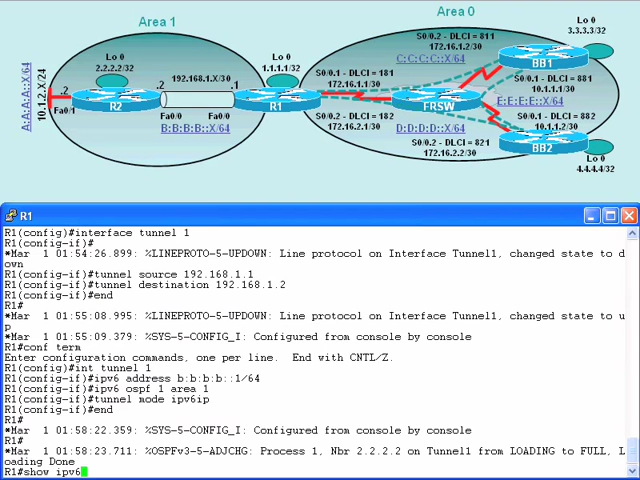 Area 1
Area 0
Lo 0
3.3.3.3/32
S0/0.2 - DLCI = 811
172.16.1.2/30
C:C:C:C::X/64
BB1
Lo 0
2.2.2.2/32
192.168.1.X/30
Lo 0
1.1.1.1/32
A:A:A:A::X/64
10.1.2.X/24
.2
R2
.2
.1
R1
S0/0.1 - DLCI = 181
172.16.1.1/30
FRSW
S0/0.1 - DLCI = 881
10.1.1.1/30
E:E:E:E::X/64
Fa0/1
Fa0/0
Fa0/0
B:B:B:B::X/64
S0/0.2 - DLCI = 182
172.16.2.1/30
D:D:D:D::X/64
S0/0.1 - DLCI = 882
10.1.1.2/30
S0/0.2 - DLCI = 821
172.16.2.2/30
BB2
Lo 0
4.4.4.4/32
R1
R1(config)#interface tunnel 1
R1(config-if)#
*Mar  1 01:54:26.899: %LINEPROTO-5-UPDOWN: Line protocol on Interface Tunnel1, changed state to d
own
R1(config-if)#tunnel source 192.168.1.1
R1(config-if)#tunnel destination 192.168.1.2
R1(config-if)#end
R1#
*Mar  1 01:55:08.995: %LINEPROTO-5-UPDOWN: Line protocol on Interface Tunnel1, changed state to u
p
*Mar  1 01:55:09.379: %SYS-5-CONFIG_I: Configured from console by console
R1#conf term
Enter configuration commands, one per line.  End with CNTL/Z.
R1(config)#int tunnel 1
R1(config-if)#ipv6 address b:b:b:b::1/64
R1(config-if)#ipv6 ospf 1 area 1
R1(config-if)#tunnel mode ipv6ip
R1(config-if)#end
R1#
*Mar  1 01:58:22.359: %SYS-5-CONFIG_I: Configured from console by console
R1#
*Mar  1 01:58:23.711: %OSPFv3-5-ADJCHG: Process 1, Nbr 2.2.2.2 on Tunnel1 from LOADING to FULL, L
oading Done
R1#show ipv6